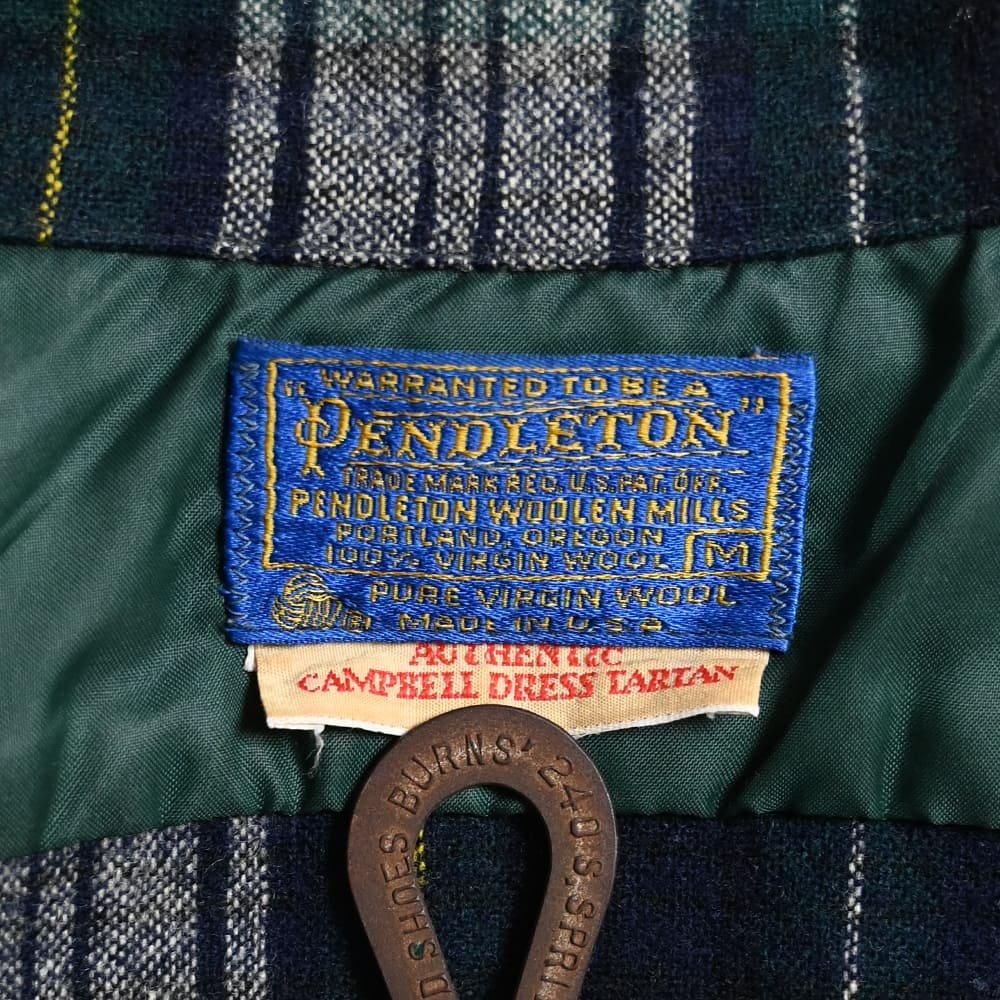 WARRANTED TO BE A
"PENDLETON"
TRADE MARK REG. U.S. PAT. OFF.
PENDLETON WOOLEN MILLS
PORTLAND, OREGON
100% VIRGIN WOOL M
PURE VIRGIN WOOL
MADE IN U.S.A.
AUTHENTIC
CAMPBELL DRESS TARTAN
D SHOES BURNS' 240 S. SPRI